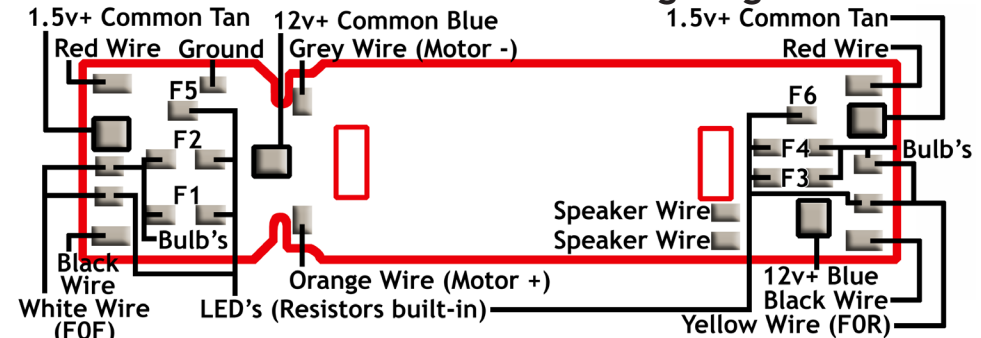 1.5v+ Common Tan
12v+ Common Blue
1.5v+ Common Tan
Red Wire
Ground
Grey Wire (Motor -)
Red Wire
F5
F6
F2
F4
Bulb's
F1
F3
Speaker Wire
Bulb's
Speaker Wire
Black
Wire
Orange Wire (Motor +)
12v+ Blue
White Wire
(F0F)
LED's (Resistors built-in)
Black Wire
Yellow Wire (F0R)